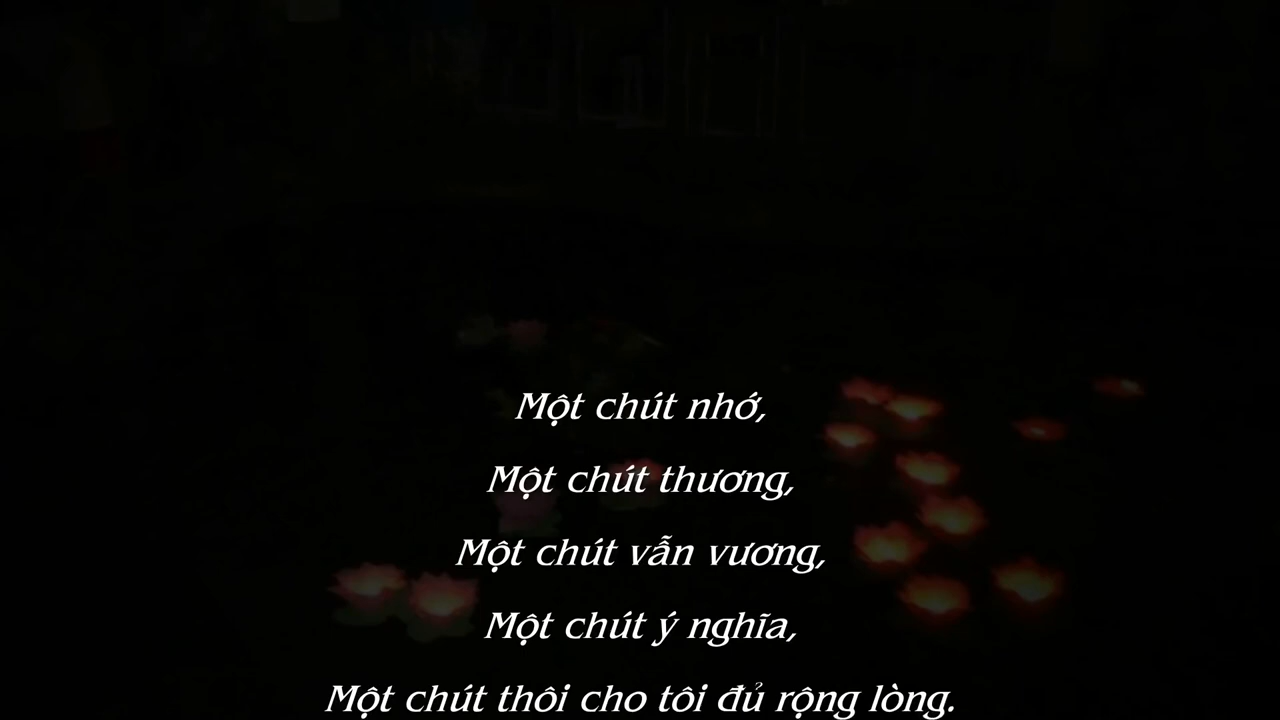 Một chút nhớ,
Một chút thương,
Một chút vẫn vương,
Một chút ý nghĩa,
Một chút thôi cho tôi đủ rộng lòng.